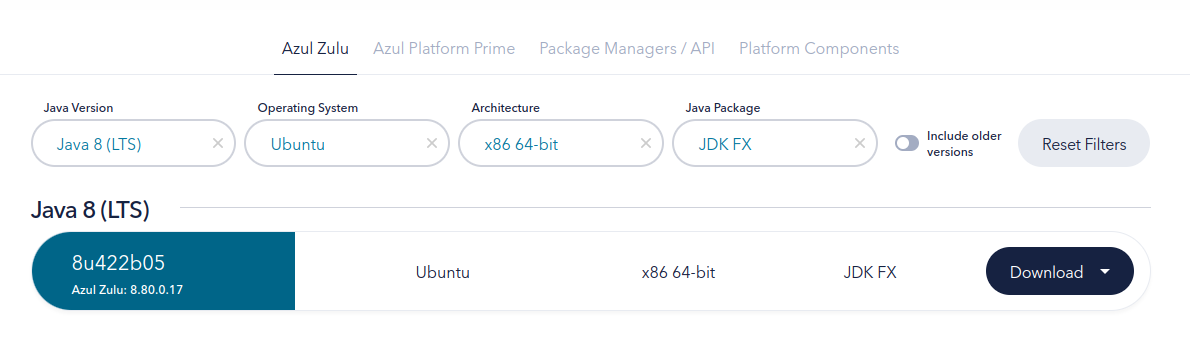 Azul Zulu Azul Platform Prime Package Managers / API Platform Components
Java Version Operating System Architecture Java Package
Java 8 (LTS) Ubuntu x86 64-bit JDK FX Include older versions Reset Filters
Java 8 (LTS)
8u422b05
Azul Zulu: 8.80.0.17
Ubuntu x86 64-bit JDK FX Download